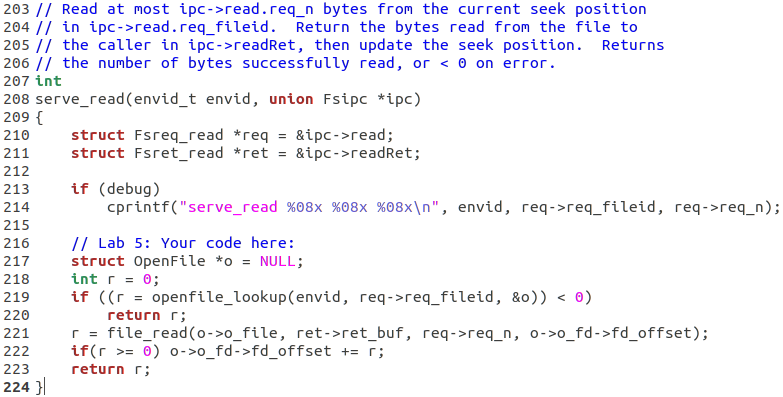 203 // Read at most ipc->read.req_n bytes from the current seek position
204 // in ipc->read.req_fileid.  Return the bytes read from the file to
205 // the caller in ipc->readRet, then update the seek position.  Returns
206 // the number of bytes successfully read, or < 0 on error.
207 int
208 serve_read(envid_t envid, union Fsipc *ipc)
209 {
210     struct Fsreq_read *req = &ipc->read;
211     struct Fsret_read *ret = &ipc->readRet;
212
213     if (debug)
214         cprintf("serve_read %08x %08x %08x\n", envid, req->req_fileid, req->req_n);
215
216     // Lab 5: Your code here:
217     struct OpenFile *o = NULL;
218     int r = 0;
219     if ((r = openfile_lookup(envid, req->req_fileid, &o)) < 0)
220         return r;
221     r = file_read(o->o_file, ret->ret_buf, req->req_n, o->o_fd->fd_offset);
222     if(r >= 0) o->o_fd->fd_offset += r;
223     return r;
224 }